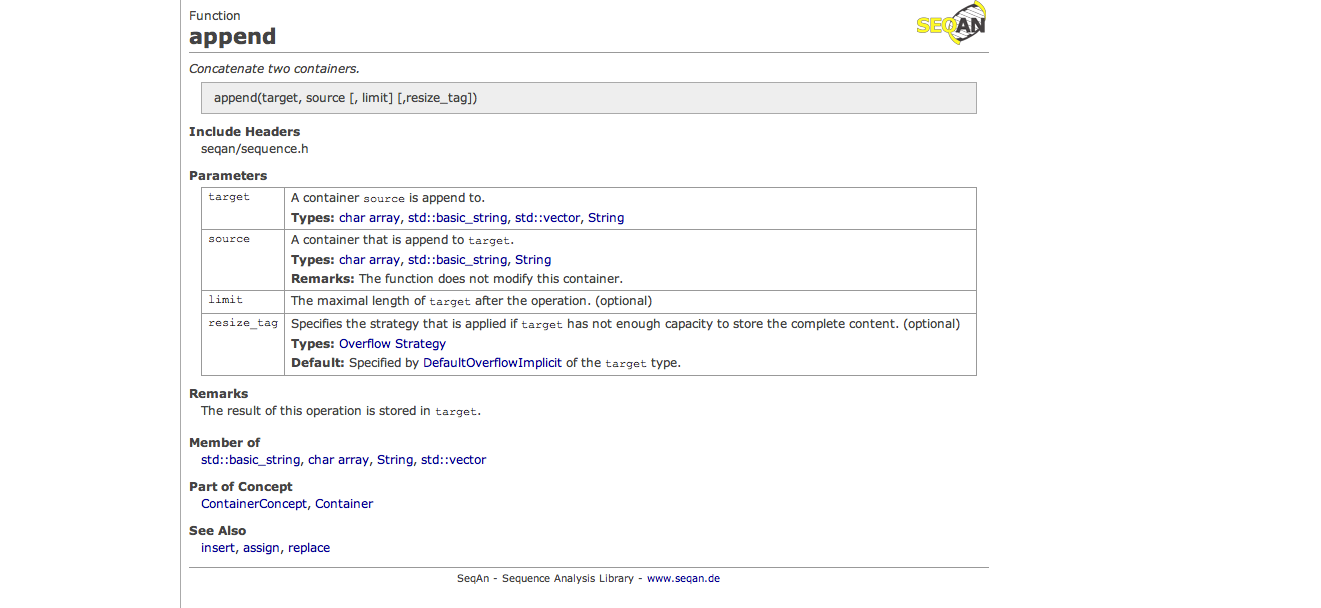 Function
SEQAN
append
Concatenate two containers.
append(target, source [, limit] [,resize_tag])
Include Headers
seqan/sequence.h
Parameters
target
A container source is append to.
Types: char array, std::basic_string, std::vector, String
source
A container that is append to target.
Types: char array, std::basic_string, String
Remarks: The function does not modify this container.
limit
The maximal length of target after the operation. (optional)
resize_tag
Specifies the strategy that is applied if target has not enough capacity to store the complete content. (optional)
Types: Overflow Strategy
Default: Specified by DefaultOverflowImplicit of the target type.
Remarks
The result of this operation is stored in target.
Member of
std::basic_string, char array, String, std::vector
Part of Concept
ContainerConcept, Container
See Also
insert, assign, replace
SeqAn - Sequence Analysis Library - www.seqan.de